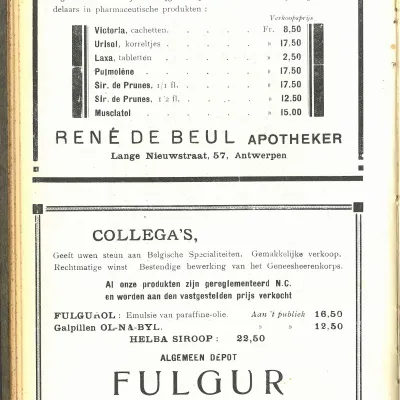 delaars in pharmaceutische produkten :
Verkoopsprijs
Victoria, cachetten. . . . . Fr. 8,50
Urisol, korreltjes . . . . . » 17,50
Laxa, tabletten . . . . . » 2,50
Pulmolène . . . . . » 17.50
Sir. de Prunes. 1/1 fl. . . . . » 17,50
Sir. de Prunes. 1/2 fl. . . . . » 12.50
Musclatol . . . . . » 15.00
RENÉ DE BEUL APOTHEKER
Lange Nieuwstraat, 57, Antwerpen
COLLEGA'S,
Geeft uwen steun aan Belgische Specialiteiten. Gemakkelijke verkoop.
Rechtmatige winst Bestendige bewerking van het Geneesheerenkorps.
Al onze produkten zijn gereglementeerd N.C.
en worden aan den vastgestelden prijs verkocht
FULGUROL : Emulsie van paraffine-olie. Aan 't publiek 16,50
Galpillen OL-NA-BYL. » » 12,50
HELBA SIROOP : 22,50
ALGEMEEN DEPOT
FULGUR